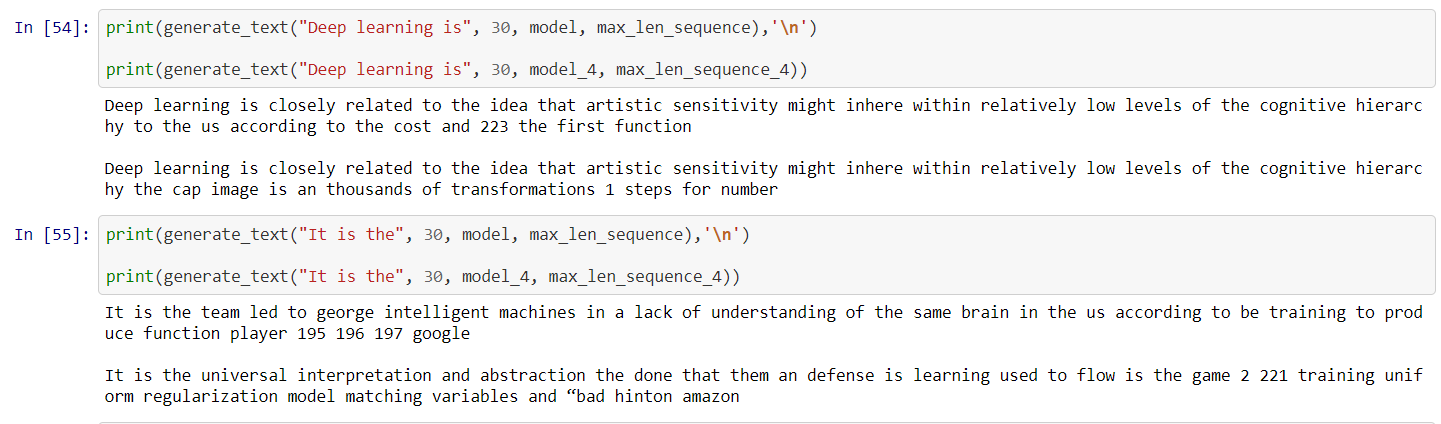 In [54]: print(generate_text("Deep learning is", 30, model, max_len_sequence),'\n')
print(generate_text("Deep learning is", 30, model_4, max_len_sequence_4))
Deep learning is closely related to the idea that artistic sensitivity might inhere within relatively low levels of the cognitive hierarc
hy to the us according to the cost and 223 the first function
Deep learning is closely related to the idea that artistic sensitivity might inhere within relatively low levels of the cognitive hierarc
hy the cap image is an thousands of transformations 1 steps for number
In [55]: print(generate_text("It is the", 30, model, max_len_sequence),'\n')
print(generate_text("It is the", 30, model_4, max_len_sequence_4))
It is the team led to george intelligent machines in a lack of understanding of the same brain in the us according to be training to prod
uce function player 195 196 197 google
It is the universal interpretation and abstraction the done that them an defense is learning used to flow is the game 2 221 training unif
orm regularization model matching variables and “bad hinton amazon